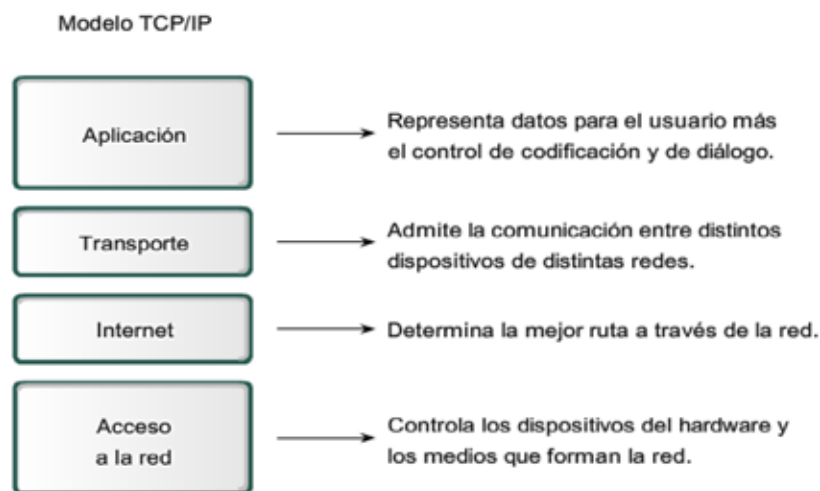 Modelo TCP/IP
Aplicación
Representa datos para el usuario más
el control de codificación y de diálogo.
Transporte
Admite la comunicación entre distintos
dispositivos de distintas redes.
Internet
Determina la mejor ruta a través de la red.
Acceso
a la red
Controla los dispositivos del hardware y
los medios que forman la red.